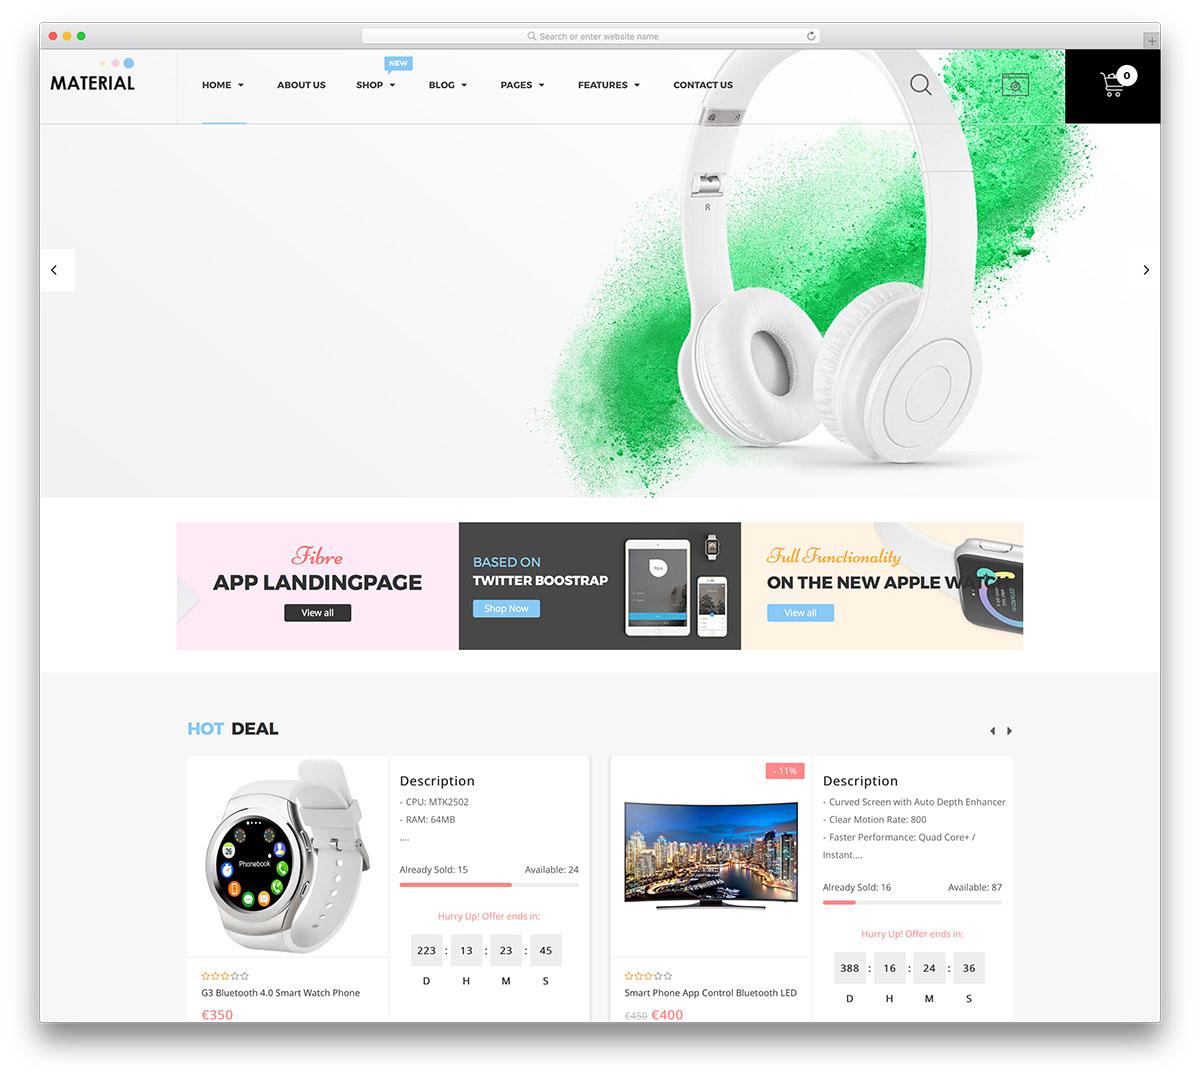 Search or enter website name
MATERIAL
HOME
ABOUT US
SHOP
NEW
BLOG
PAGES
FEATURES
CONTACT US
0
R
Fibre
APP LANDINGPAGE
View all
BASED ON
TWITTER BOOSTRAP
Shop Now
Full Functionality
ON THE NEW APPLE WATCH
View all
HOT DEAL
Phonebook
26
Description
- CPU: MTK2502
- RAM: 64MB
....
Already Sold: 15
Available: 24
Hurry Up! Offer ends in:
223 : 13 : 23 : 45
D H M S
G3 Bluetooth 4.0 Smart Watch Phone
€350
- 11%
Description
- Curved Screen with Auto Depth Enhancer
- Clear Motion Rate: 800
- Faster Performance: Quad Core+ /
Instant....
Already Sold: 16
Available: 87
Hurry Up! Offer ends in:
388 : 16 : 24 : 36
D H M S
Smart Phone App Control Bluetooth LED
€450 €400